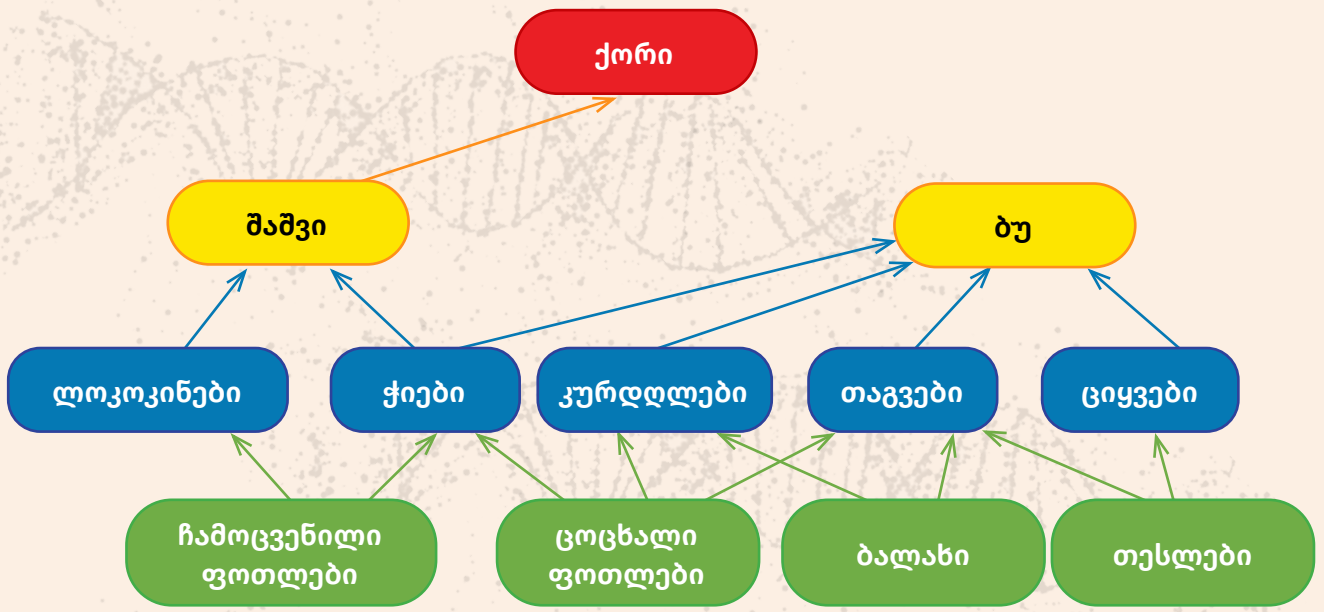 ქორი
შაშვი
ბუ
ლოკოკინები
ჭიები
კურდღლები
თაგვები
ციყვები
ჩამოცვენილი
ფოთლები
ცოცხალი
ფოთლები
ბალახი
თესლები